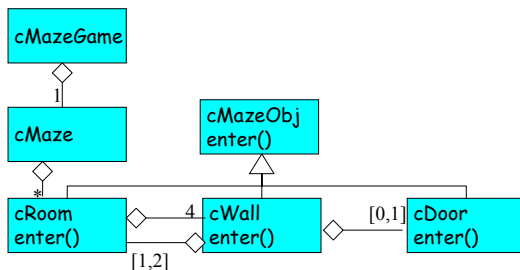 cMazeGame
1
cMaze
cMazeObj
enter()
*
cRoom
enter()
4
cWall
enter()
[0,1]
cDoor
enter()
[1,2]